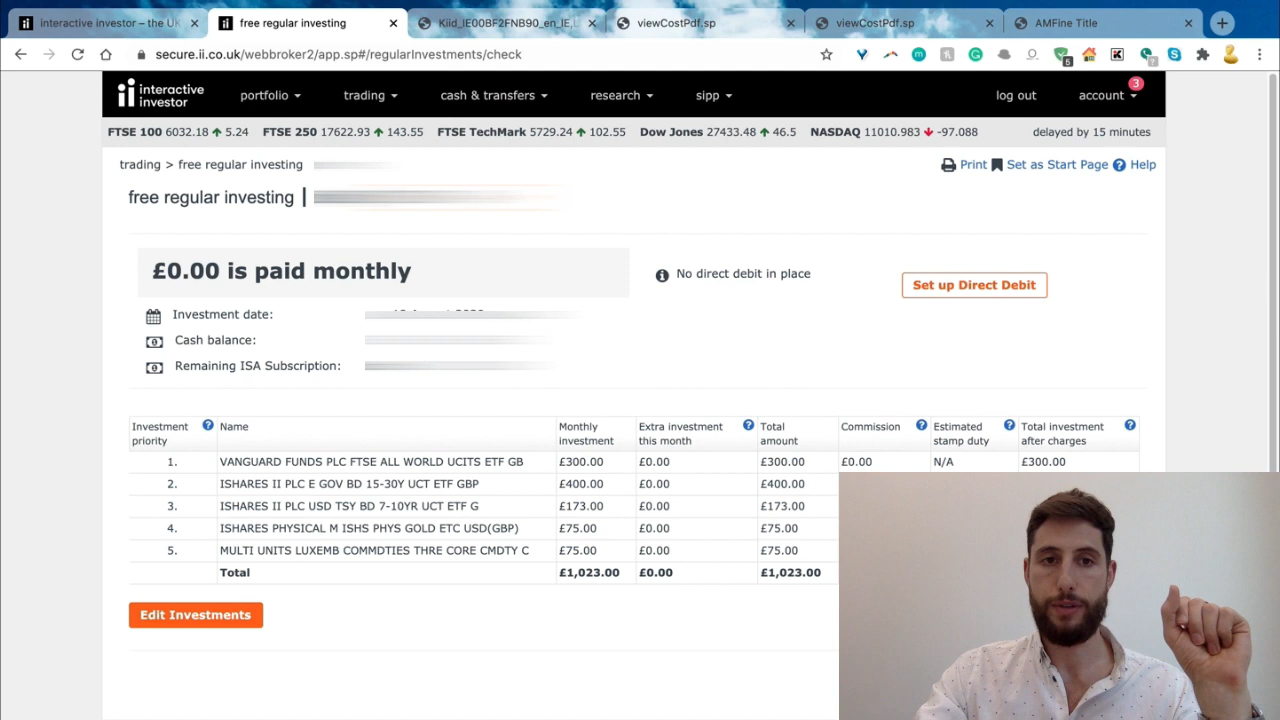 interactive investor – the UK
free regular investing
Kiid_IE00BF2FNB90_en_IE,
viewCostPdf.sp
viewCostPdf.sp
AMFine Title
secure.ii.co.uk/webbroker2/app.sp#/regularInvestments/check
5
K
?
S
m
ii interactive investor
portfolio
trading
cash & transfers
research
sipp
log out
account
3
FTSE 100 6032.18 5.24 FTSE 250 17622.93 143.55 FTSE TechMark 5729.24 102.55 Dow Jones 27433.48 46.5 NASDAQ 11010.983 -97.088 delayed by 15 minutes
trading > free regular investing
Print Set as Start Page ? Help
free regular investing |
£0.00 is paid monthly
No direct debit in place
Set up Direct Debit
Investment date:
Cash balance:
Remaining ISA Subscription:
Investment priority ? Name Monthly investment Extra investment this month ? Total amount Commission ? Estimated stamp duty ? Total investment after charges ?
1. VANGUARD FUNDS PLC FTSE ALL WORLD UCITS ETF GB £300.00 £0.00 £300.00 £0.00 N/A £300.00
2. ISHARES II PLC E GOV BD 15-30Y UCT ETF GBP £400.00 £0.00 £400.00
3. ISHARES II PLC USD TSY BD 7-10YR UCT ETF G £173.00 £0.00 £173.00
4. ISHARES PHYSICAL M ISHS PHYS GOLD ETC USD(GBP) £75.00 £0.00 £75.00
5. MULTI UNITS LUXEMB COMMDTIES THRE CORE CMDTY C £75.00 £0.00 £75.00
Total £1,023.00 £0.00 £1,023.00
Edit Investments